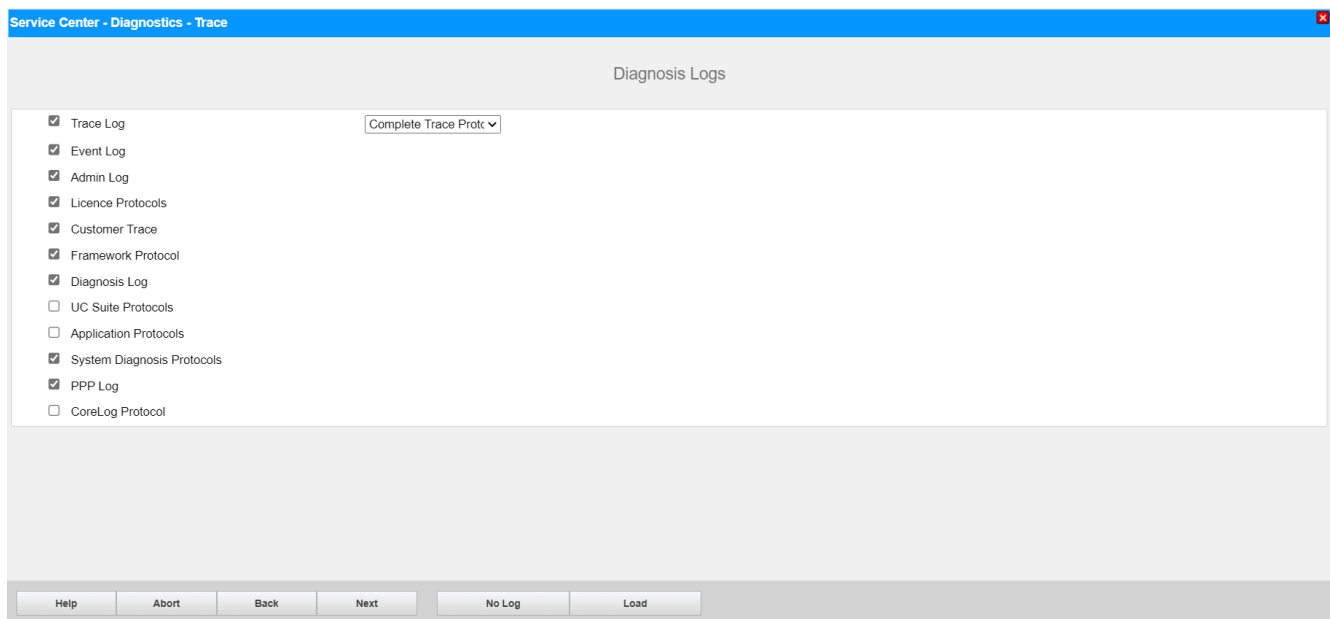 Service Center - Diagnostics - Trace
Diagnosis Logs
Trace Log Complete Trace Protc
Event Log
Admin Log
Licence Protocols
Customer Trace
Framework Protocol
Diagnosis Log
UC Suite Protocols
Application Protocols
System Diagnosis Protocols
PPP Log
CoreLog Protocol
Help Abort Back Next No Log Load